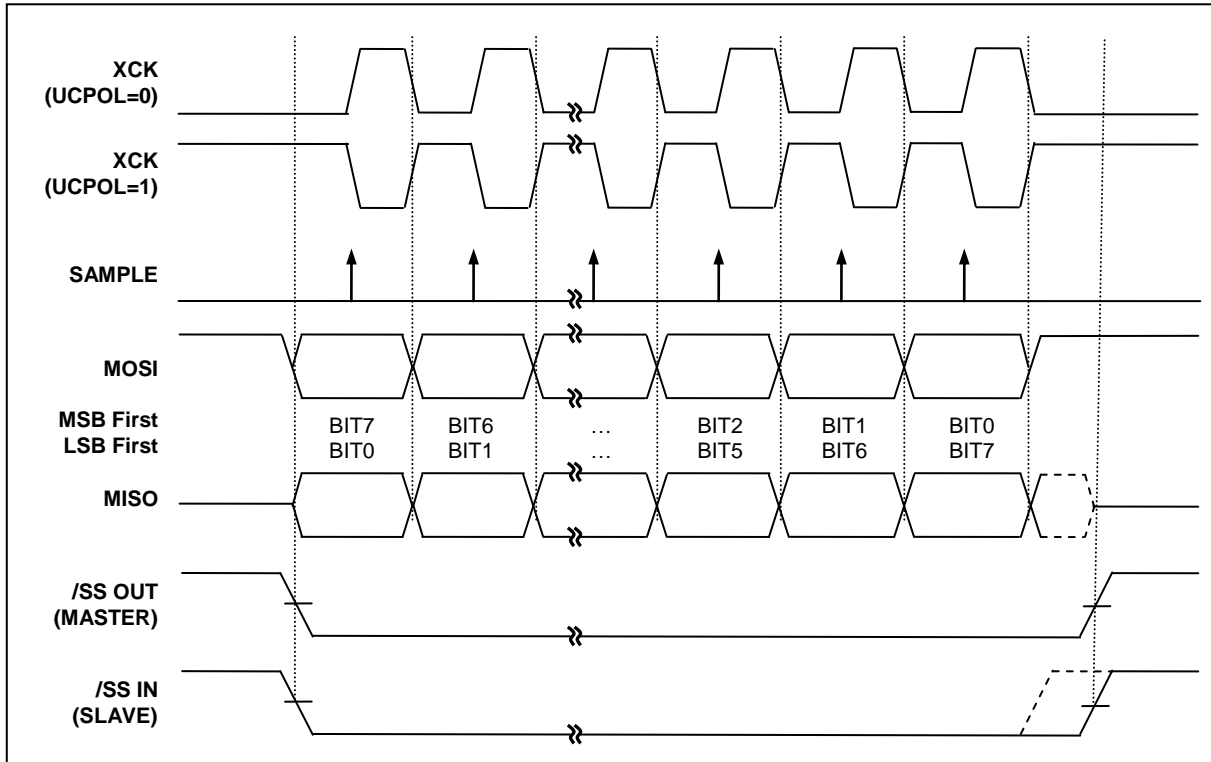 XCK
(UCPOL=0)
XCK
(UCPOL=1)
SAMPLE
MOSI
MSB First BIT7 BIT6 … BIT2 BIT1 BIT0
LSB First BIT0 BIT1 … BIT5 BIT6 BIT7
MISO
/SS OUT
(MASTER)
/SS IN
(SLAVE)